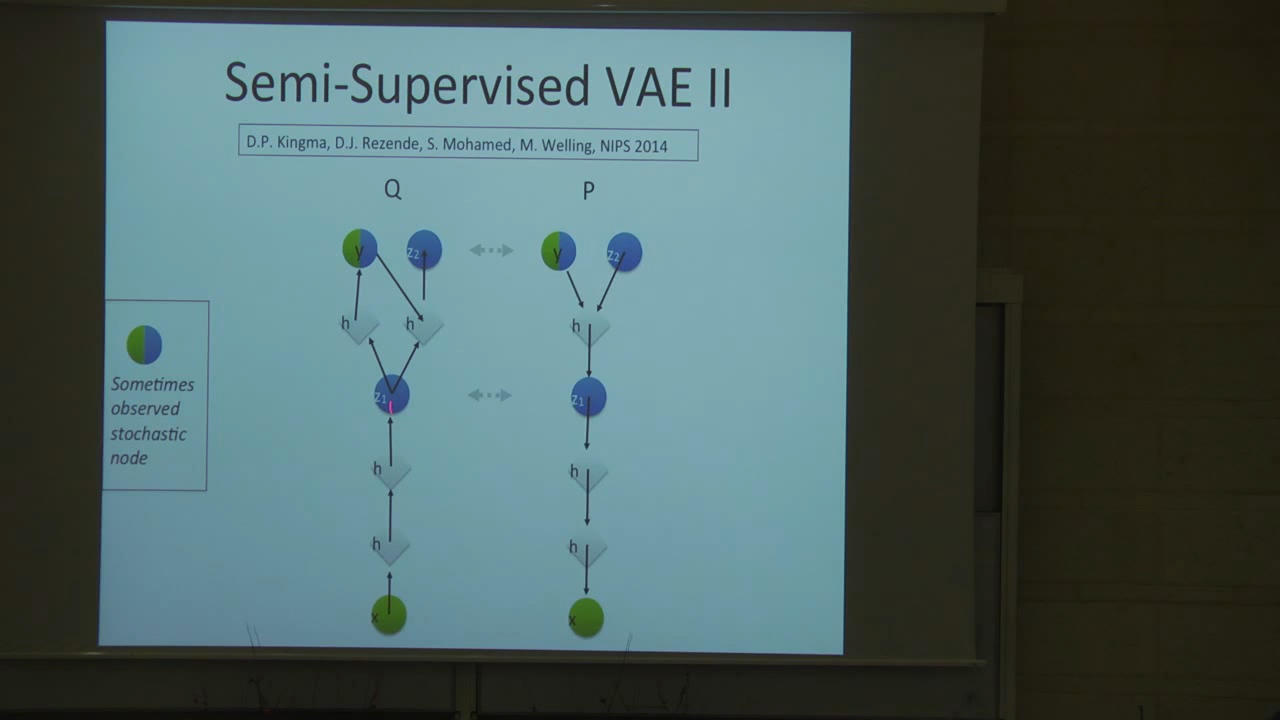 Semi-Supervised VAE II
D.P. Kingma, D.J. Rezende, S. Mohamed, M. Welling, NIPS 2014
Q P
y z₂ y z₂
h h h
z₁ z₁
h h
h h
x x
Sometimes
observed
stochastic
node